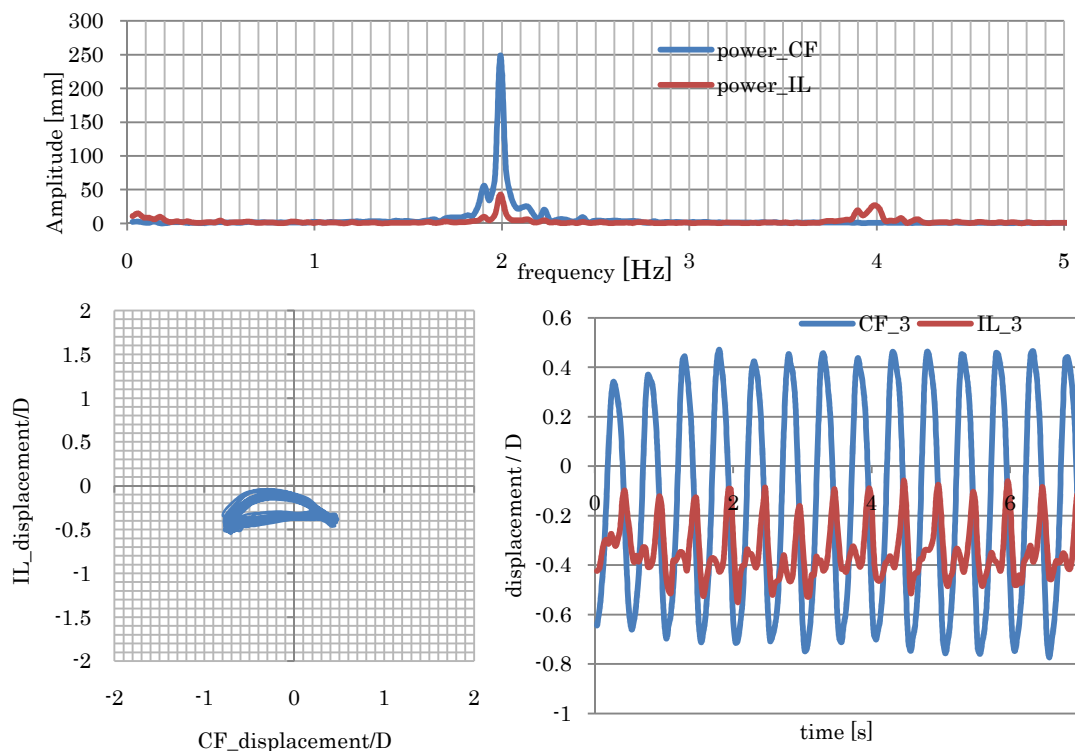 300
250
200
150
100
50
0
Amplitude [mm]
power_CF
power_IL
0 1 2 3 4 5
frequency [Hz]
2
1.5
1
0.5
0
-0.5
-1
-1.5
-2
IL_displacement/D
-2 -1 0 1 2
CF_displacement/D
0.6
0.4
0.2
0
-0.2
-0.4
-0.6
-0.8
-1
displacement / D
CF_3 IL_3
0 2 4 6
time [s]